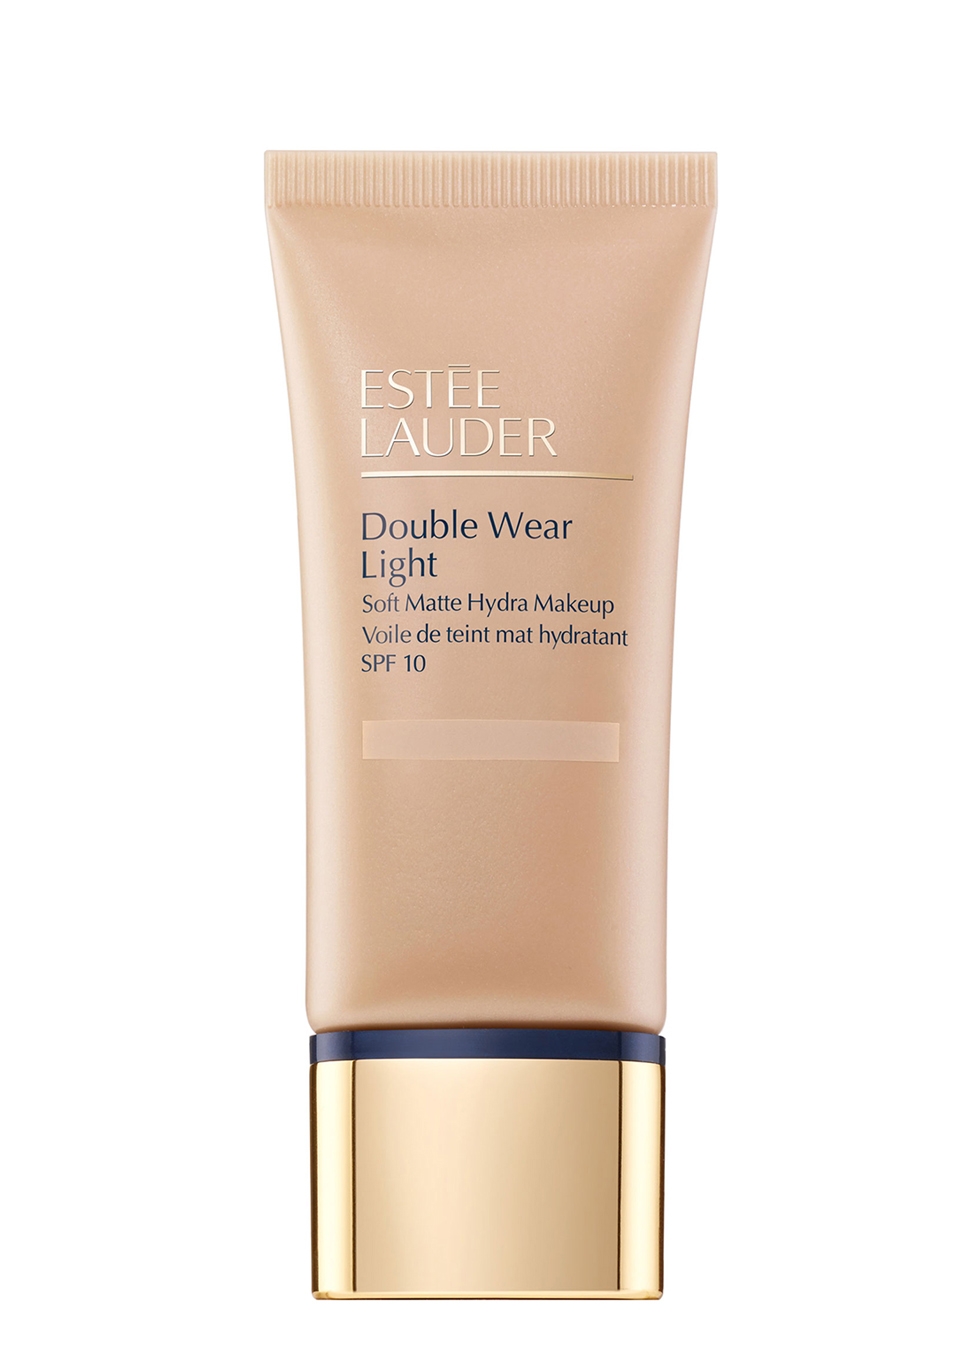 ESTĒE
LAUDER
Double Wear
Light
Soft Matte Hydra Makeup
Voile de teint mat hydratant
SPF 10